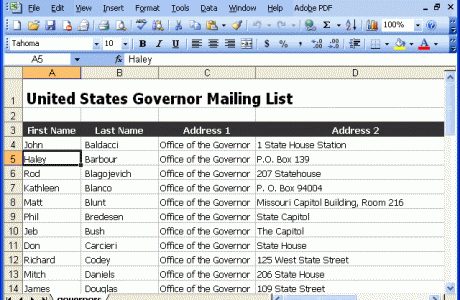 File Edit View Insert Format Tools Data Window Help Adobe PDF
100%
Tahoma 10 B I U $ % ,
A5 fx Haley
A B C D
1 United States Governor Mailing List
2
3 First Name Last Name Address 1 Address 2
4 John Baldacci Office of the Governor 1 State House Station
5 Haley Barbour Office of the Governor P.O. Box 139
6 Rod Blagojevich Office of the Governor 207 Statehouse
7 Kathleen Blanco Office of the Governor P. O. Box 94004
8 Matt Blunt Office of the Governor Missouri Capitol Building, Room 216
9 Phil Bredesen Office of the Governor State Capitol
10 Jeb Bush Office of the Governor The Capitol
11 Don Carcieri Office of the Governor State House
12 Richard Codey Office of the Governor 125 West State Street
13 Mitch Daniels Office of the Governor 206 State House
14 James Douglas Office of the Governor 109 State Street
governors